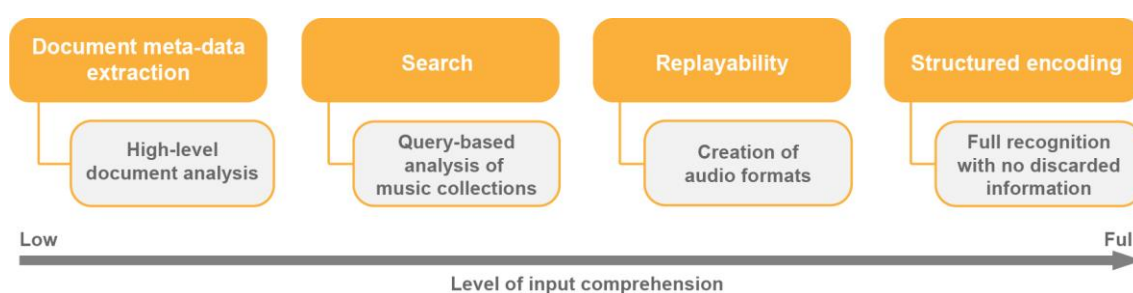 Document meta-data
extraction
Search
Replayability
Structured encoding
High-level
document analysis
Query-based
analysis of
music collections
Creation of
audio formats
Full recognition
with no discarded
information
Low
Full
Level of input comprehension